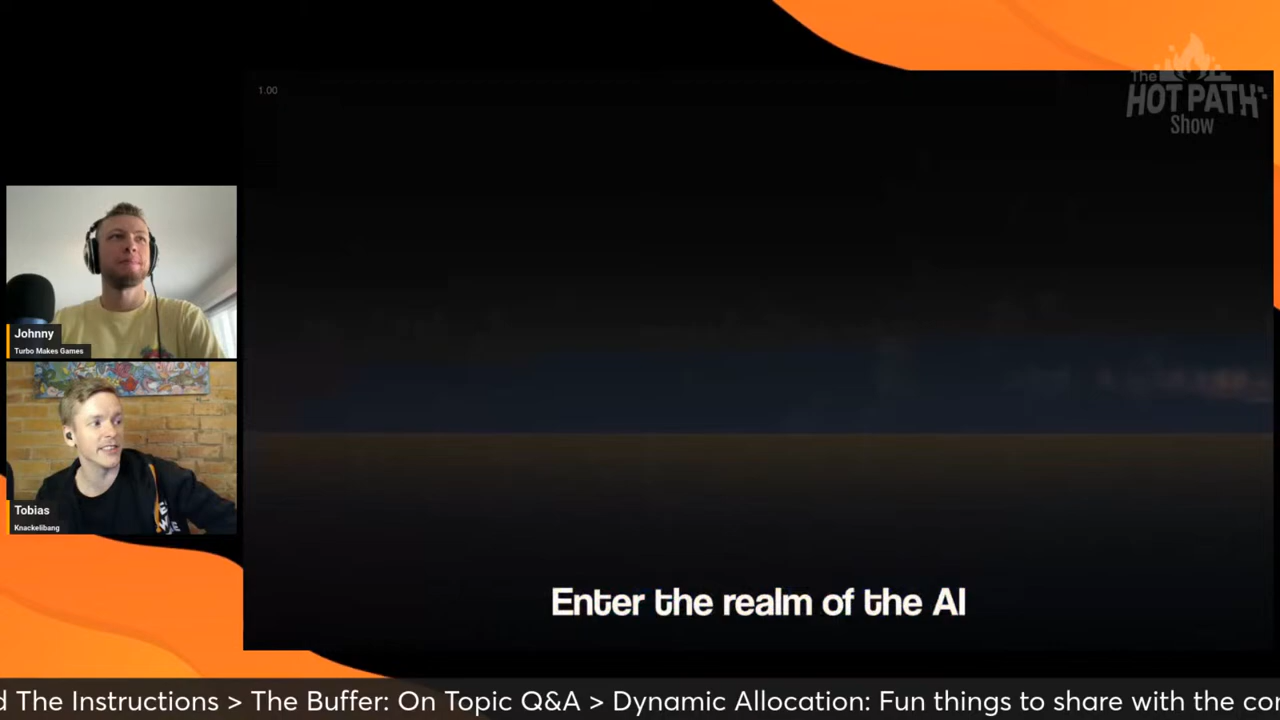 1.00
The
HOT PATH
Show
Johnny
Turbo Makes Games
Tobias
Knackelibang
Enter the realm of the AI
d The Instructions > The Buffer: On Topic Q&A > Dynamic Allocation: Fun things to share with the co